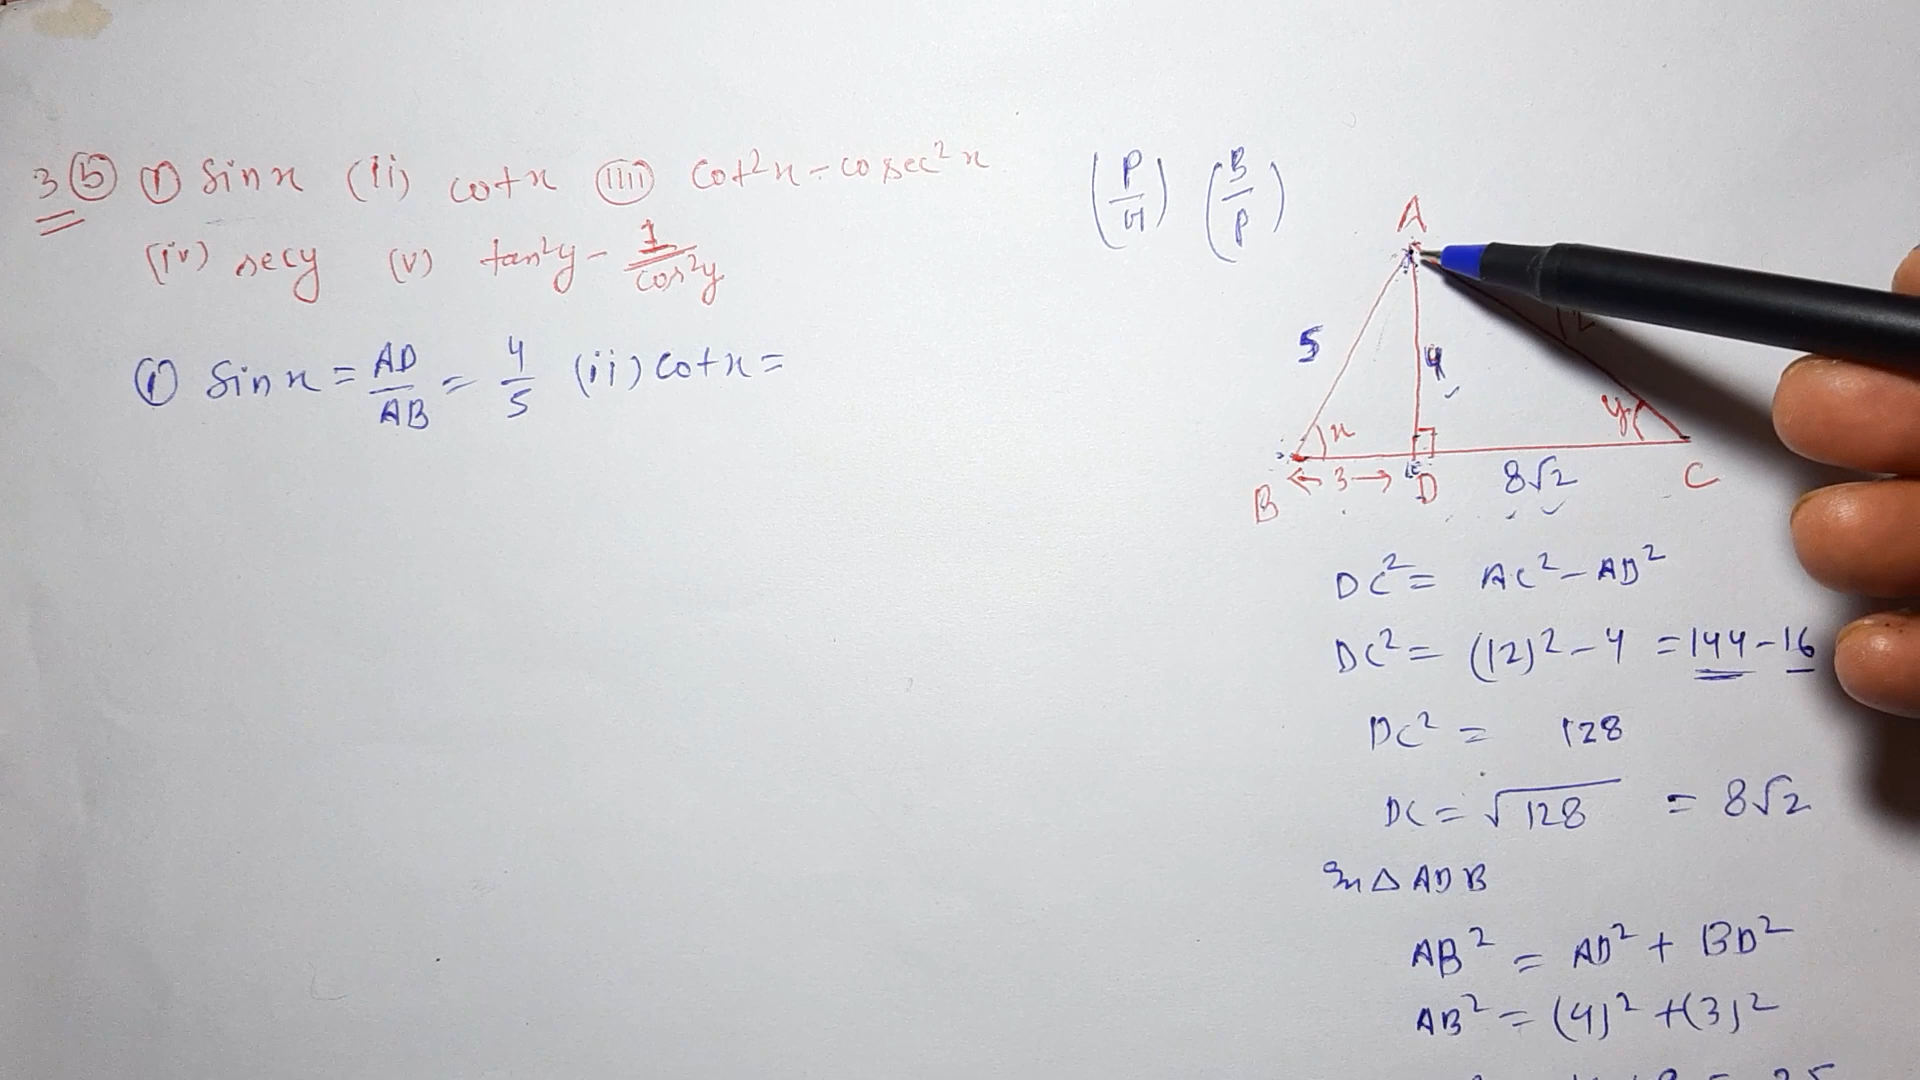 3 (b) (i) Sin x (ii) cot x (iii) Cot²x - cosec²x
(iv) sec y (v) tan²y - 1/cos²y
(i) Sin x = AD/AB = 4/5 (ii) Cot x =
(P/H) (B/P)
A
5
4
12
x
y
B
← 3 →
D
8√2
C
DC² = AC² - AD²
DC² = (12)² - 4 = 144 - 16
DC² = 128
DC = √128 = 8√2
In △ ADB
AB² = AD² + BD²
AB² = (4)² + (3)²